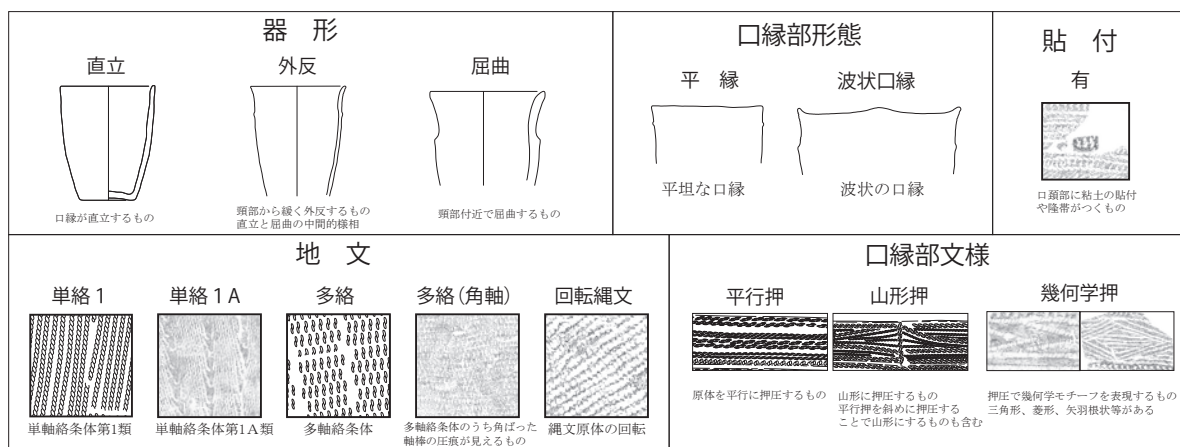 器 形
直立
口縁が直立するもの
外反
頸部から緩く外反するもの
直立と屈曲の中間的様相
屈曲
頸部付近で屈曲するもの
口縁部形態
平 縁
平坦な口縁
波状口縁
波状の口縁
貼 付
有
口頸部に粘土の貼付
や隆帯がつくもの
地 文
単絡1
単軸絡条体第1類
単絡1A
単軸絡条体第1A類
多絡
多軸絡条体
多絡(角軸)
多軸絡条体のうち角ばった
軸棒の圧痕が見えるもの
回転縄文
縄文原体の回転
口縁部文様
平行押
原体を平行に押圧するもの
山形押
山形に押圧するもの
平行押を斜めに押圧する
ことで山形にするものも含む
幾何学押
押圧で幾何学モチーフを表現するもの
三角形、菱形、矢羽根状等がある